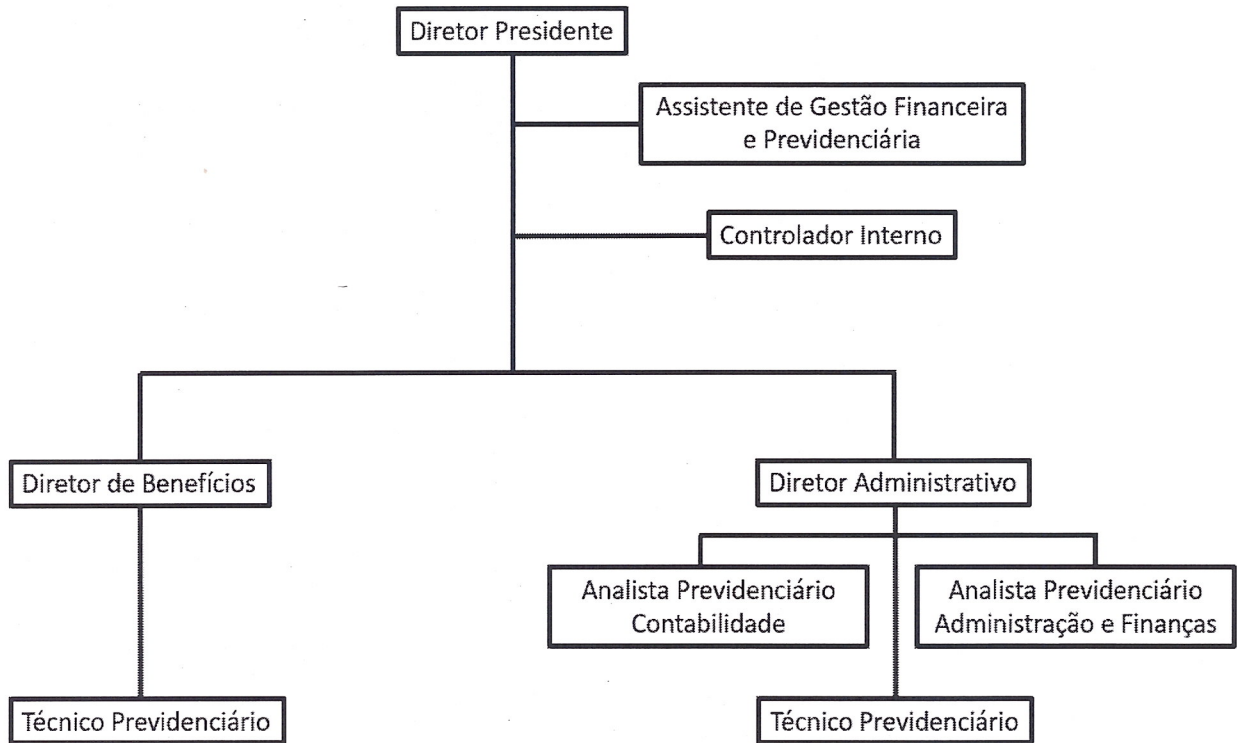 Diretor Presidente
Assistente de Gestão Financeira
e Previdenciária
Controlador Interno
Diretor de Benefícios
Diretor Administrativo
Analista Previdenciário
Contabilidade
Analista Previdenciário
Administração e Finanças
Técnico Previdenciário
Técnico Previdenciário